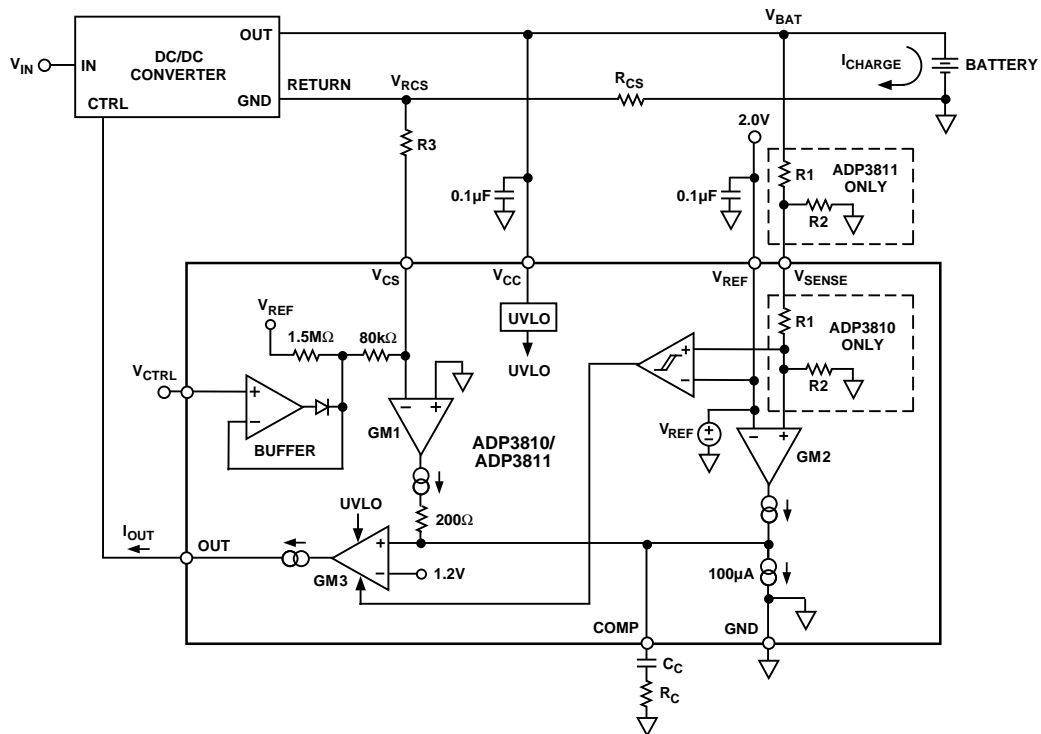 V_BAT
OUT
DC/DC
CONVERTER
V_IN
IN
I_CHARGE
BATTERY
RETURN
V_RCS
R_CS
CTRL
GND
2.0V
R3
R1
ADP3811
ONLY
0.1µF
0.1µF
R2
V_CS
V_CC
V_REF
V_SENSE
V_REF
UVLO
R1
ADP3810
ONLY
1.5MΩ
80kΩ
UVLO
R2
V_CTRL
+
−
BUFFER
−
+
GM1
ADP3810/
ADP3811
+
−
V_REF
+
−
−
+
GM2
UVLO
200Ω
I_OUT
OUT
+
−
GM3
1.2V
100µA
COMP
GND
C_C
R_C